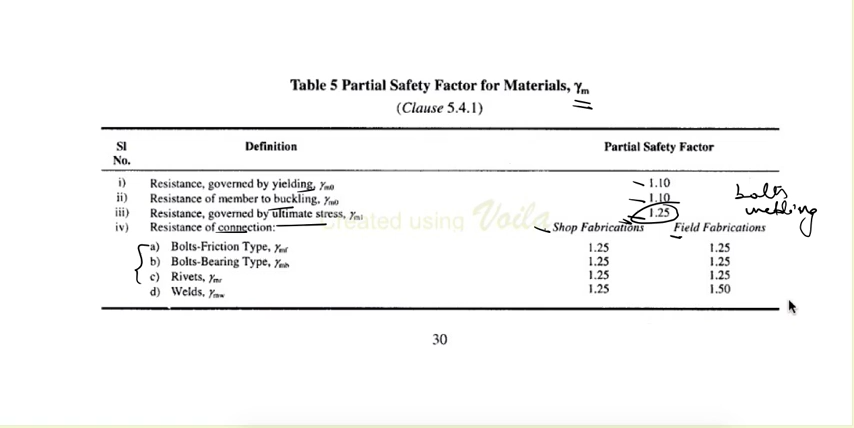 Table 5 Partial Safety Factor for Materials, γm
(Clause 5.4.1)
Sl No. Definition Partial Safety Factor
i) Resistance, governed by yielding, γm0 1.10
ii) Resistance of member to buckling, γm0 1.10
iii) Resistance, governed by ultimate stress, γm1 1.25
iv) Resistance of connection: Shop Fabrications Field Fabrications
a) Bolts-Friction Type, γmf 1.25 1.25
b) Bolts-Bearing Type, γmb 1.25 1.25
c) Rivets, γmr 1.25 1.25
d) Welds, γmw 1.25 1.50
bolts
welding
created using Voila
30